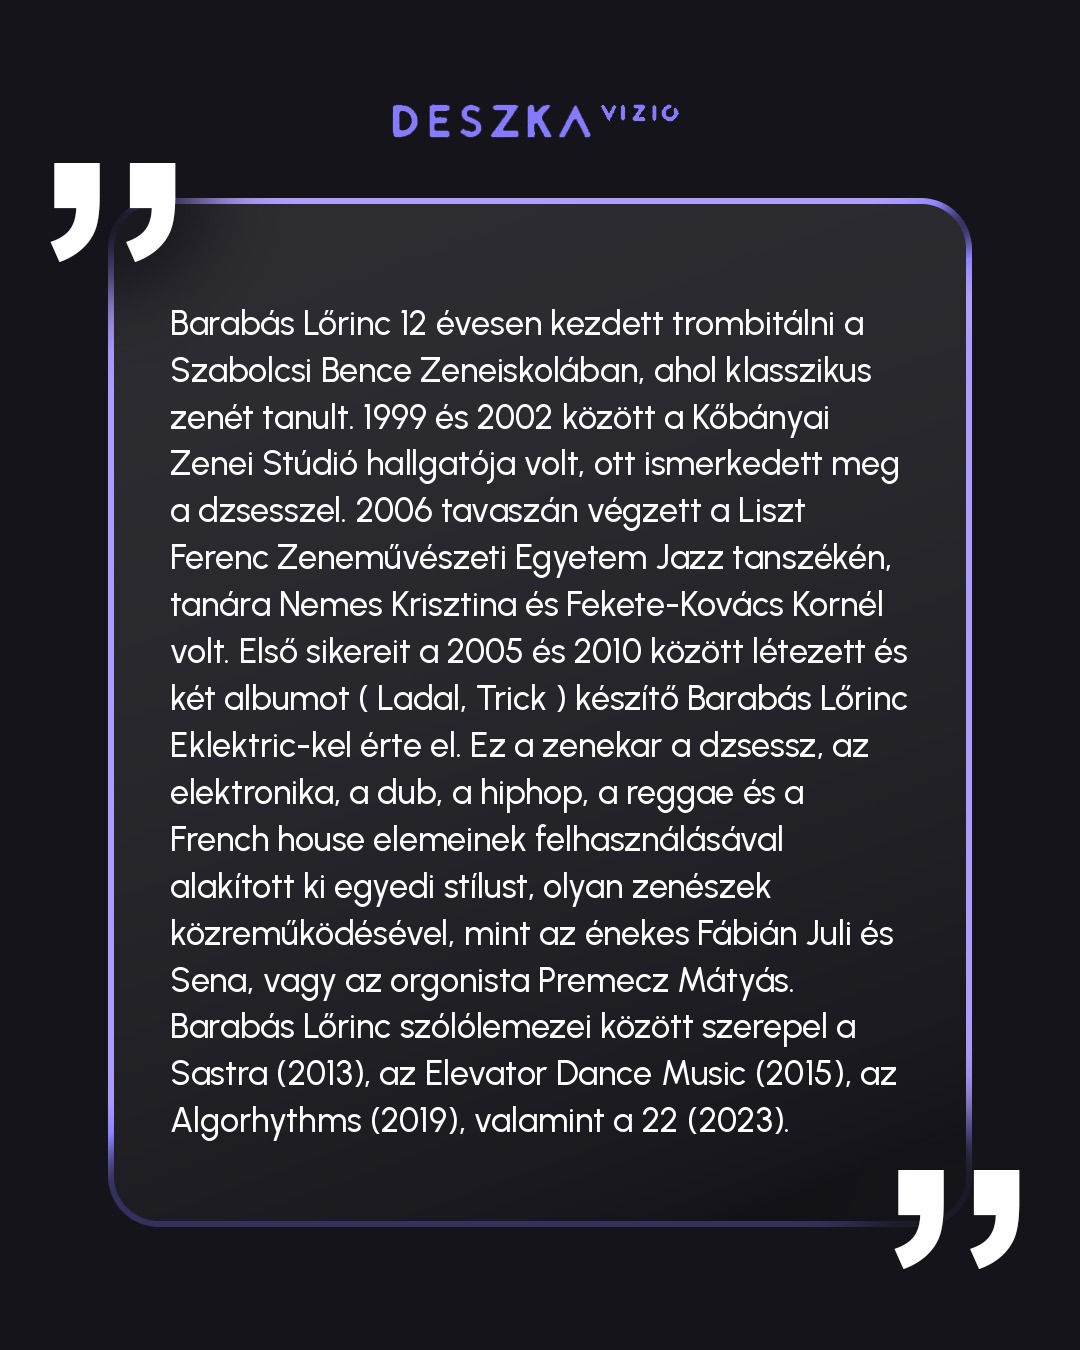 DESZKA VIZIO
”
Barabás Lőrinc 12 évesen kezdett trombitálni a
Szabolcsi Bence Zeneiskolában, ahol klasszikus
zenét tanult. 1999 és 2002 között a Kőbányai
Zenei Stúdió hallgatója volt, ott ismerkedett meg
a dzsesszel. 2006 tavaszán végzett a Liszt
Ferenc Zeneművészeti Egyetem Jazz tanszékén,
tanára Nemes Krisztina és Fekete-Kovács Kornél
volt. Első sikereit a 2005 és 2010 között létezett és
két albumot ( Ladal, Trick ) készítő Barabás Lőrinc
Eklektric-kel érte el. Ez a zenekar a dzsessz, az
elektronika, a dub, a hiphop, a reggae és a
French house elemeinek felhasználásával
alakított ki egyedi stílust, olyan zenészek
közreműködésével, mint az énekes Fábián Juli és
Sena, vagy az orgonista Premecz Mátyás.
Barabás Lőrinc szólólemezei között szerepel a
Sastra (2013), az Elevator Dance Music (2015), az
Algorhythms (2019), valamint a 22 (2023).
”